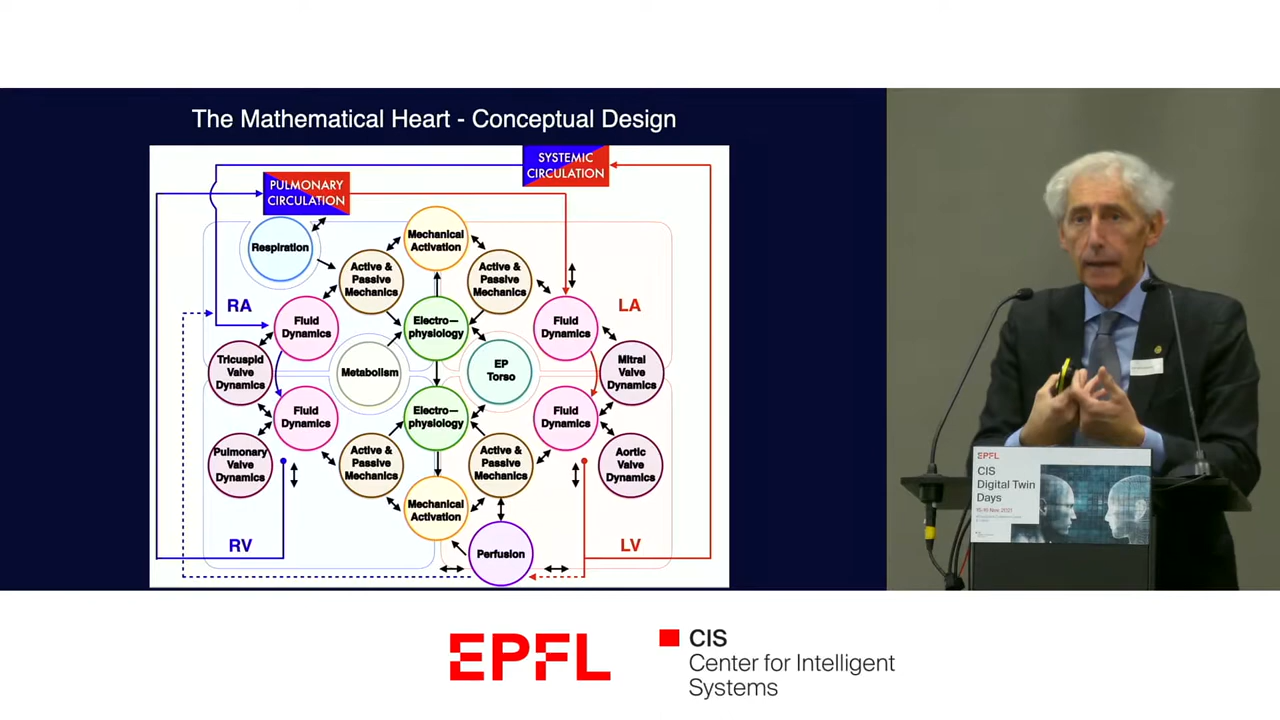 The Mathematical Heart - Conceptual Design
SYSTEMIC
CIRCULATION
PULMONARY
CIRCULATION
Mechanical
Activation
Respiration
Active &
Passive
Mechanics
Active &
Passive
Mechanics
RA
LA
Fluid
Dynamics
Electro—
physiology
Fluid
Dynamics
Tricuspid
Valve
Dynamics
Metabolism
EP
Torso
Mitral
Valve
Dynamics
Fluid
Dynamics
Electro—
physiology
Fluid
Dynamics
Pulmonary
Valve
Dynamics
Active &
Passive
Mechanics
Active &
Passive
Mechanics
Aortic
Valve
Dynamics
Mechanical
Activation
RV
LV
Perfusion
EPFL
CIS
Digital Twin
Days
EPFL
CIS
Center for Intelligent
Systems